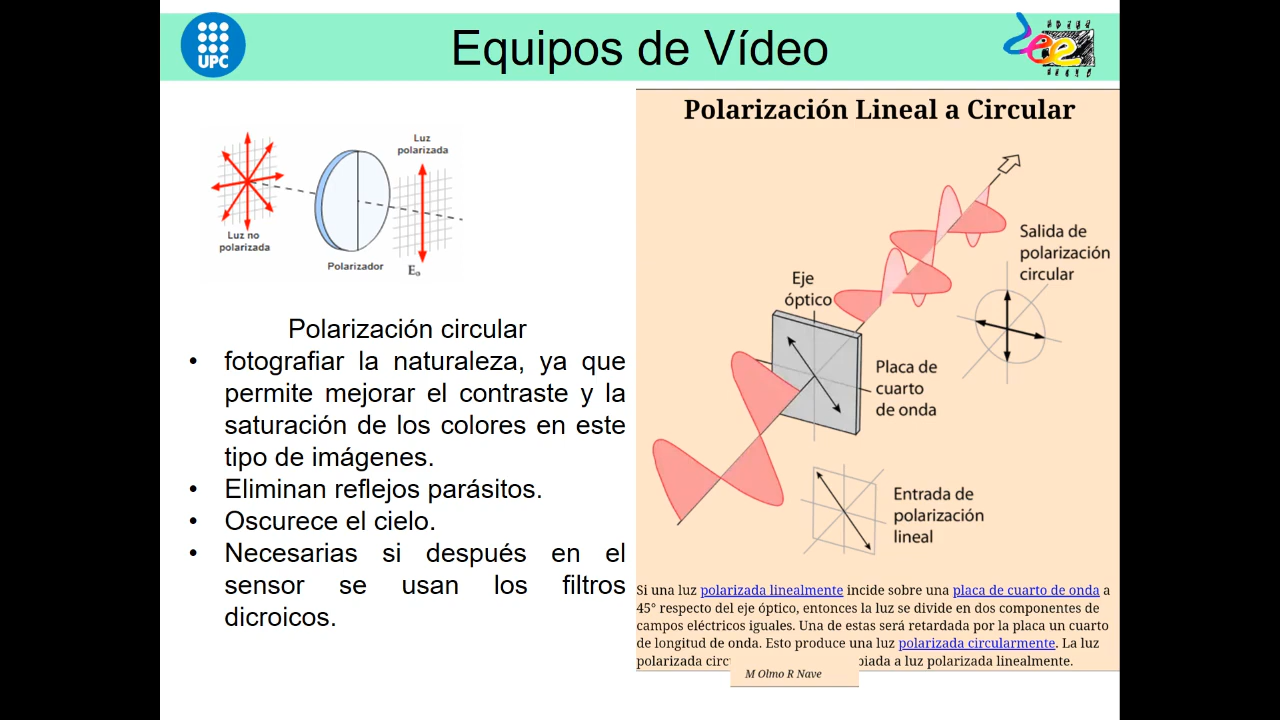 UPC
Equipos de Vídeo
Luz
polarizada
Luz no
polarizada
Polarizador
E₀
Polarización circular
• fotografiar la naturaleza, ya que
permite mejorar el contraste y la
saturación de los colores en este
tipo de imágenes.
• Eliminan reflejos parásitos.
• Oscurece el cielo.
• Necesarias si después en el
sensor se usan los filtros
dicroicos.
Polarización Lineal a Circular
Salida de
polarización
circular
Eje
óptico
Placa de
cuarto
de onda
Entrada de
polarización
lineal
Si una luz polarizada linealmente incide sobre una placa de cuarto de onda a
45° respecto del eje óptico, entonces la luz se divide en dos componentes de
campos eléctricos iguales. Una de estas será retardada por la placa un cuarto
de longitud de onda. Esto produce una luz polarizada circularmente. La luz
polarizada a luz polarizada linealmente.
M Olmo R Nave